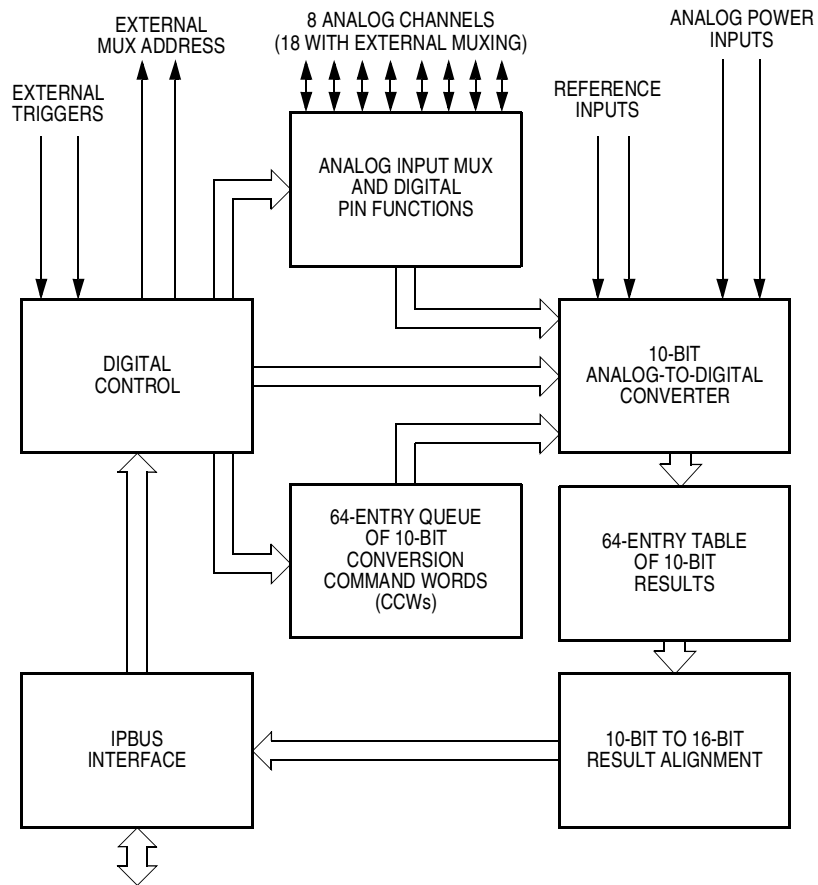 EXTERNAL
MUX ADDRESS
8 ANALOG CHANNELS
(18 WITH EXTERNAL MUXING)
ANALOG POWER
INPUTS
EXTERNAL
TRIGGERS
REFERENCE
INPUTS
ANALOG INPUT MUX
AND DIGITAL
PIN FUNCTIONS
DIGITAL
CONTROL
10-BIT
ANALOG-TO-DIGITAL
CONVERTER
64-ENTRY QUEUE
OF 10-BIT
CONVERSION
COMMAND WORDS
(CCWs)
64-ENTRY TABLE
OF 10-BIT
RESULTS
IPBUS
INTERFACE
10-BIT TO 16-BIT
RESULT ALIGNMENT